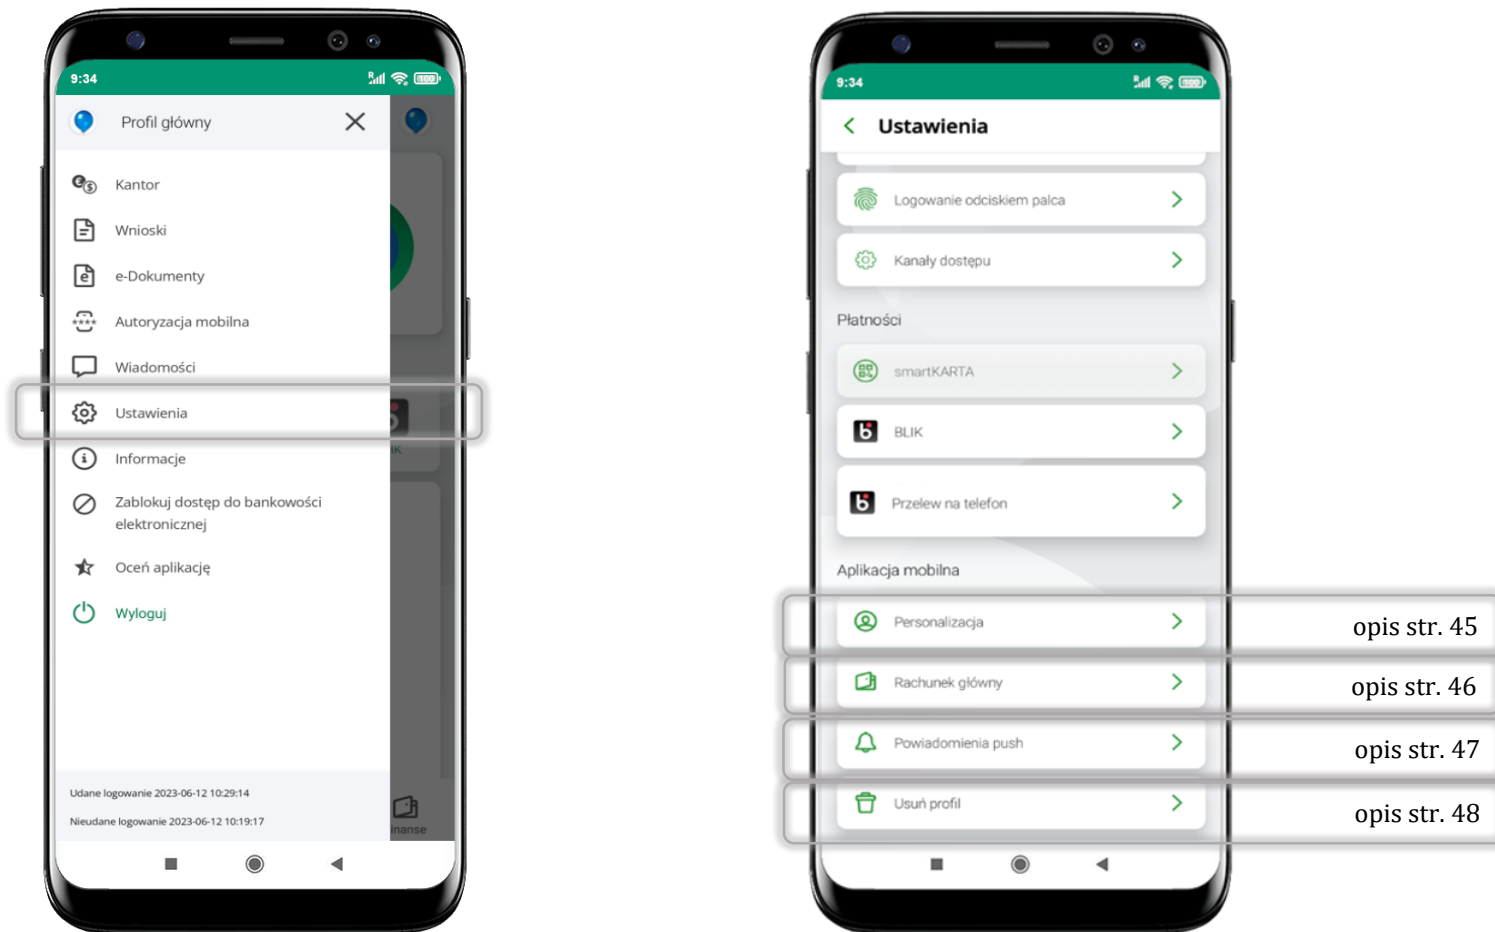 9:34
Profil główny
Kantor
Wnioski
e-Dokumenty
Autoryzacja mobilna
Wiadomości
Ustawienia
Informacje
Zablokuj dostęp do bankowości
elektronicznej
Oceń aplikację
Wyloguj
Udane logowanie 2023-06-12 10:29:14
Nieudane logowanie 2023-06-12 10:19:17
IK
inanse
9:34
Ustawienia
Logowanie odciskiem palca
Kanały dostępu
Płatności
smartKARTA
BLIK
Przelew na telefon
Aplikacja mobilna
Personalizacja
opis str. 45
Rachunek główny
opis str. 46
Powiadomienia push
opis str. 47
Usuń profil
opis str. 48